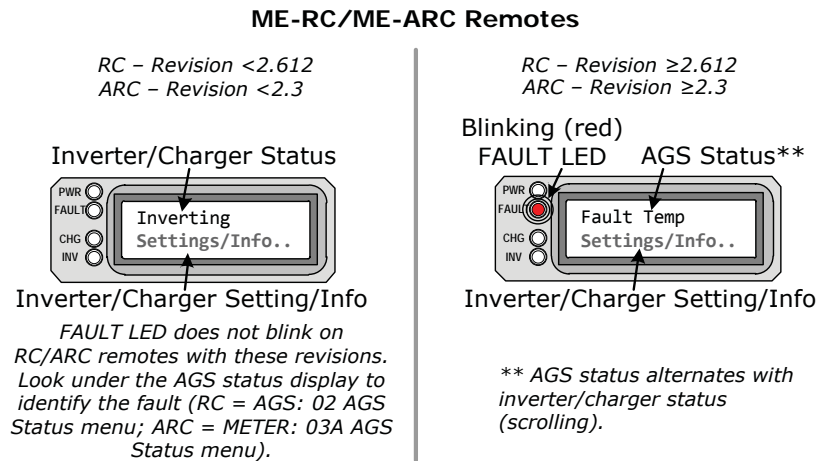 ME-RC/ME-ARC Remotes
RC – Revision <2.612
ARC – Revision <2.3
Inverter/Charger Status
PWR
FAULT
CHG
INV
Inverting
Settings/Info..
Inverter/Charger Setting/Info
FAULT LED does not blink on
RC/ARC remotes with these revisions.
Look under the AGS status display to
identify the fault (RC = AGS: 02 AGS
Status menu; ARC = METER: 03A AGS
Status menu).
RC – Revision ≥2.612
ARC – Revision ≥2.3
Blinking (red)
FAULT LED
AGS Status**
PWR
FAUL
CHG
INV
Fault Temp
Settings/Info..
Inverter/Charger Setting/Info
** AGS status alternates with
inverter/charger status
(scrolling).